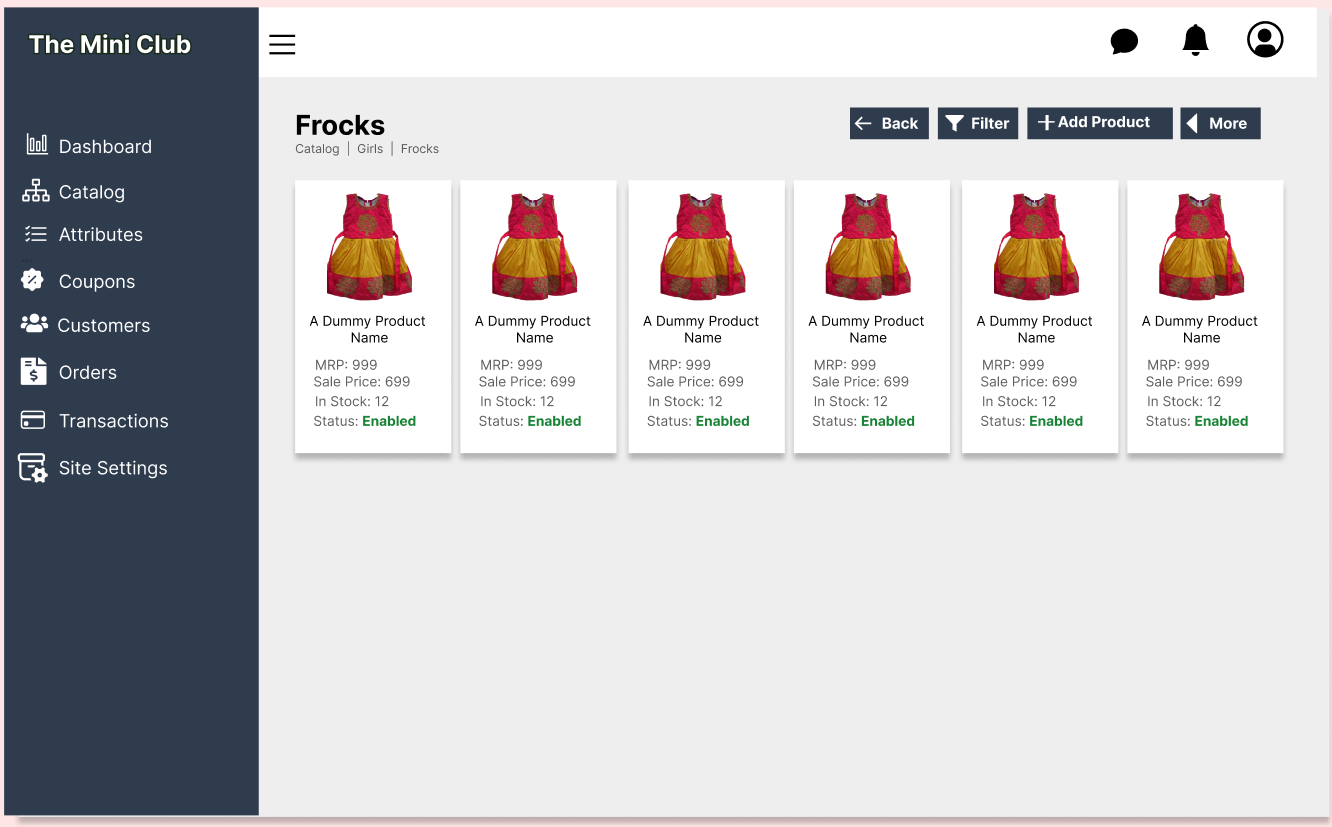 The Mini Club
Dashboard
Catalog
Attributes
Coupons
Customers
Orders
Transactions
Site Settings
Frocks
Catalog | Girls | Frocks
Back
Filter
Add Product
More
A Dummy Product
Name
MRP: 999
Sale Price: 699
In Stock: 12
Status: Enabled
A Dummy Product
Name
MRP: 999
Sale Price: 699
In Stock: 12
Status: Enabled
A Dummy Product
Name
MRP: 999
Sale Price: 699
In Stock: 12
Status: Enabled
A Dummy Product
Name
MRP: 999
Sale Price: 699
In Stock: 12
Status: Enabled
A Dummy Product
Name
MRP: 999
Sale Price: 699
In Stock: 12
Status: Enabled
A Dummy Product
Name
MRP: 999
Sale Price: 699
In Stock: 12
Status: Enabled